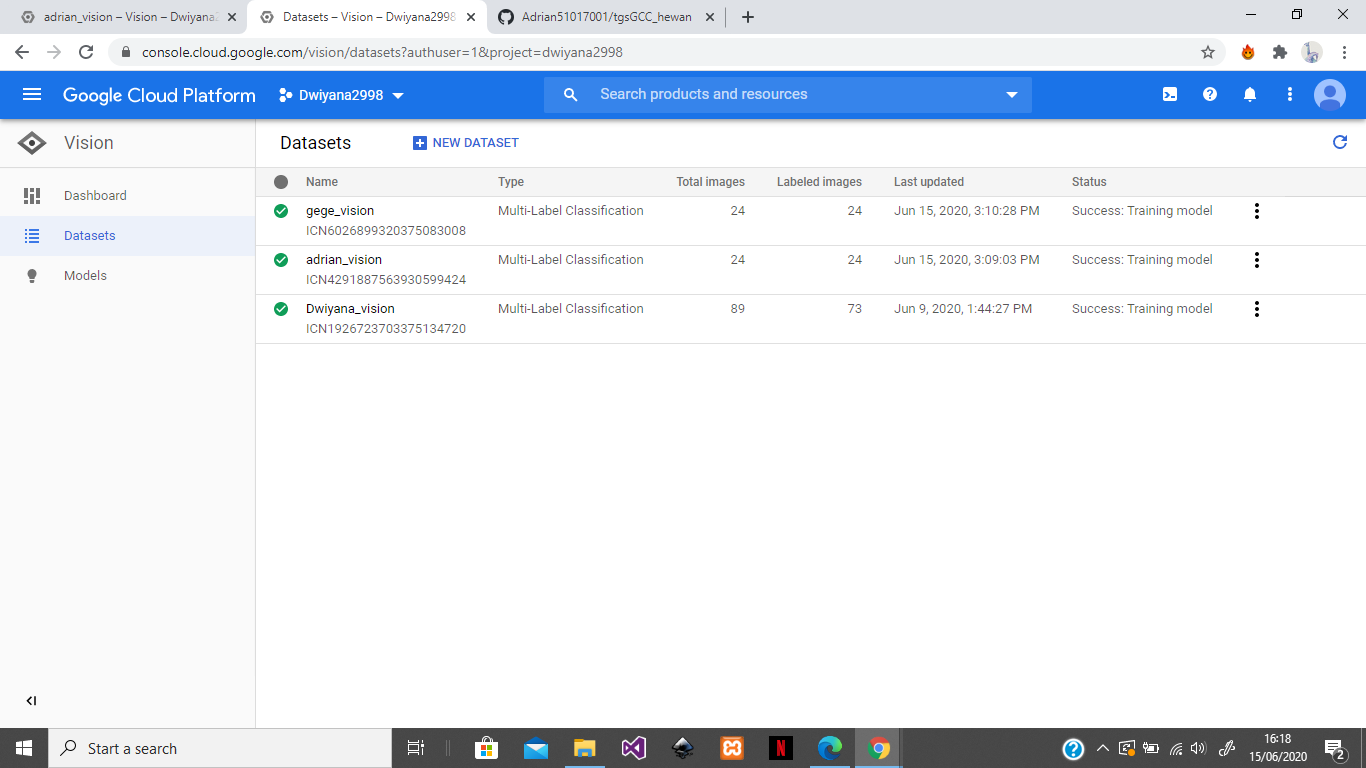 adrian_vision – Vision – Dwiyana2
Datasets – Vision – Dwiyana2998
Adrian51017001/tgsGCC_hewan
console.cloud.google.com/vision/datasets?authuser=1&project=dwiyana2998
Google Cloud Platform
Dwiyana2998
Search products and resources
Vision
Datasets
NEW DATASET
Dashboard
Datasets
Models
Name Type Total images Labeled images Last updated Status
gege_vision Multi-Label Classification 24 24 Jun 15, 2020, 3:10:28 PM Success: Training model
ICN6026899320375083008
adrian_vision Multi-Label Classification 24 24 Jun 15, 2020, 3:09:03 PM Success: Training model
ICN4291887563930599424
Dwiyana_vision Multi-Label Classification 89 73 Jun 9, 2020, 1:44:27 PM Success: Training model
ICN1926723703375134720
Start a search
16:18
15/06/2020
2